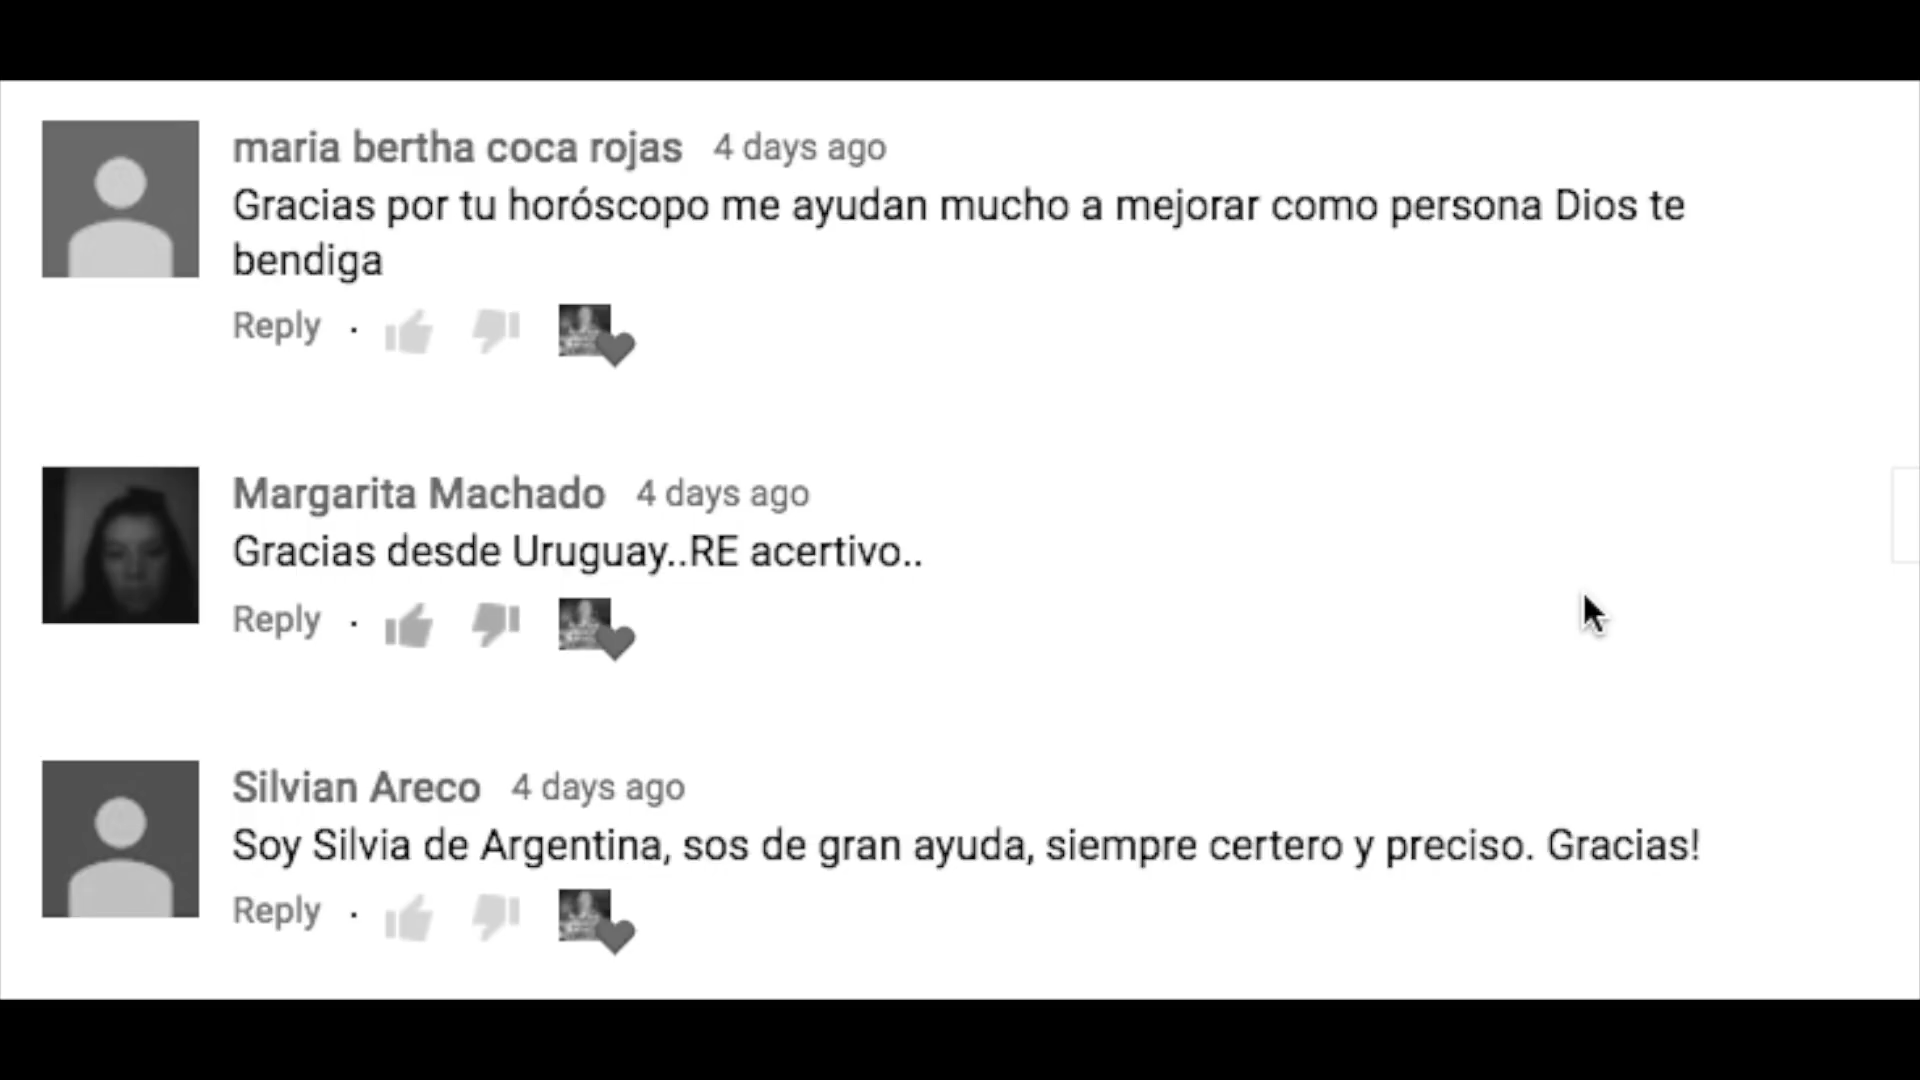 maria bertha coca rojas 4 days ago
Gracias por tu horóscopo me ayudan mucho a mejorar como persona Dios te
bendiga
Reply ·
Margarita Machado 4 days ago
Gracias desde Uruguay..RE acertivo..
Reply ·
Silvian Areco 4 days ago
Soy Silvia de Argentina, sos de gran ayuda, siempre certero y preciso. Gracias!
Reply ·